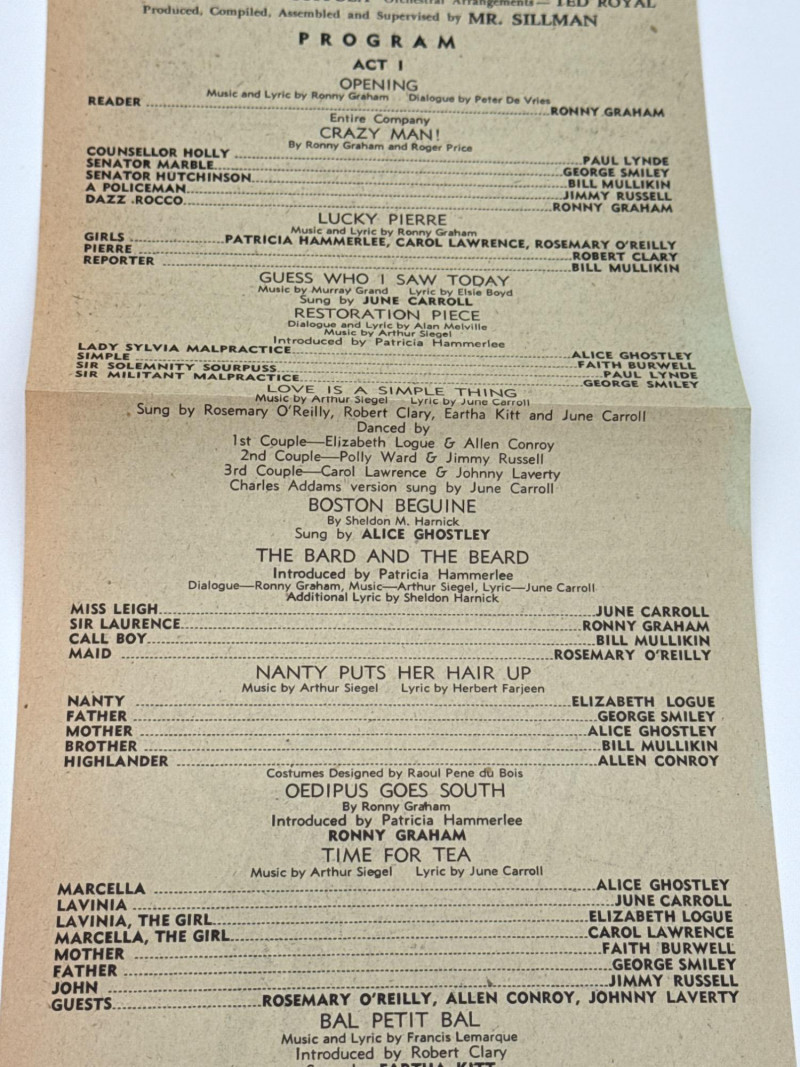 Orchestral Arrangements— TED ROYAL
Produced, Compiled, Assembled and Supervised by MR. SILLMAN
PROGRAM
ACT I
OPENING
Music and Lyric by Ronny Graham Dialogue by Peter De Vries
READER ... RONNY GRAHAM
Entire Company
CRAZY MAN!
By Ronny Graham and Roger Price
COUNSELLOR HOLLY ... PAUL LYNDE
SENATOR MARBLE ... GEORGE SMILEY
SENATOR HUTCHINSON ... BILL MULLIKIN
A POLICEMAN ... JIMMY RUSSELL
DAZZ ROCCO ... RONNY GRAHAM
LUCKY PIERRE
Music and Lyric by Ronny Graham
GIRLS ... PATRICIA HAMMERLEE, CAROL LAWRENCE, ROSEMARY O'REILLY
PIERRE ... ROBERT CLARY
REPORTER ... BILL MULLIKIN
GUESS WHO I SAW TODAY
Music by Murray Grand Lyric by Elsie Boyd
Sung by JUNE CARROLL
RESTORATION PIECE
Dialogue and Lyric by Alan Melville
Music by Arthur Siegel
Introduced by Patricia Hammerlee
LADY SYLVIA MALPRACTICE ... ALICE GHOSTLEY
SIMPLE ... FAITH BURWELL
SIR SOLEMNITY SOURPUSS ... PAUL LYNDE
SIR MILITANT MALPRACTICE ... GEORGE SMILEY
LOVE IS A SIMPLE THING
Music by Arthur Siegel Lyric by June Carroll
Sung by Rosemary O'Reilly, Robert Clary, Eartha Kitt and June Carroll
Danced by
1st Couple—Elizabeth Logue & Allen Conroy
2nd Couple—Polly Ward & Jimmy Russell
3rd Couple—Carol Lawrence & Johnny Laverty
Charles Addams version sung by June Carroll
BOSTON BEGUINE
By Sheldon M. Harnick
Sung by ALICE GHOSTLEY
THE BARD AND THE BEARD
Introduced by Patricia Hammerlee
Dialogue—Ronny Graham, Music—Arthur Siegel, Lyric—June Carroll
Additional Lyric by Sheldon Harnick
MISS LEIGH ... JUNE CARROLL
SIR LAURENCE ... RONNY GRAHAM
CALL BOY ... BILL MULLIKIN
MAID ... ROSEMARY O'REILLY
NANTY PUTS HER HAIR UP
Music by Arthur Siegel Lyric by Herbert Farjeen
NANTY ... ELIZABETH LOGUE
FATHER ... GEORGE SMILEY
MOTHER ... ALICE GHOSTLEY
BROTHER ... BILL MULLIKIN
HIGHLANDER ... ALLEN CONROY
Costumes Designed by Raoul Pene du Bois
OEDIPUS GOES SOUTH
By Ronny Graham
Introduced by Patricia Hammerlee
RONNY GRAHAM
TIME FOR TEA
Music by Arthur Siegel Lyric by June Carroll
MARCELLA ... ALICE GHOSTLEY
LAVINIA ... JUNE CARROLL
LAVINIA, THE GIRL ... ELIZABETH LOGUE
MARCELLA, THE GIRL ... CAROL LAWRENCE
MOTHER ... FAITH BURWELL
FATHER ... GEORGE SMILEY
JOHN ... JIMMY RUSSELL
GUESTS ... ROSEMARY O'REILLY, ALLEN CONROY, JOHNNY LAVERTY
BAL PETIT BAL
Music and Lyric by Francis Lemarque
Introduced by Robert Clary
Sung by EARTHA KITT